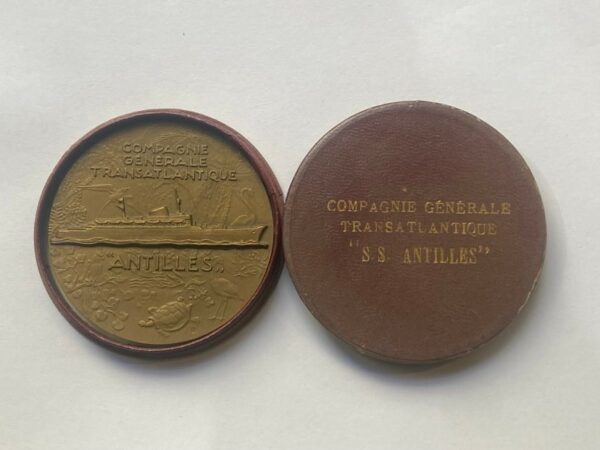 COMPAGNIE
GENERALE
TRANSATLANTIQUE
"ANTILLES"
COMPAGNIE GÉNÉRALE
TRANSATLANTIQUE
"S.S. ANTILLES"